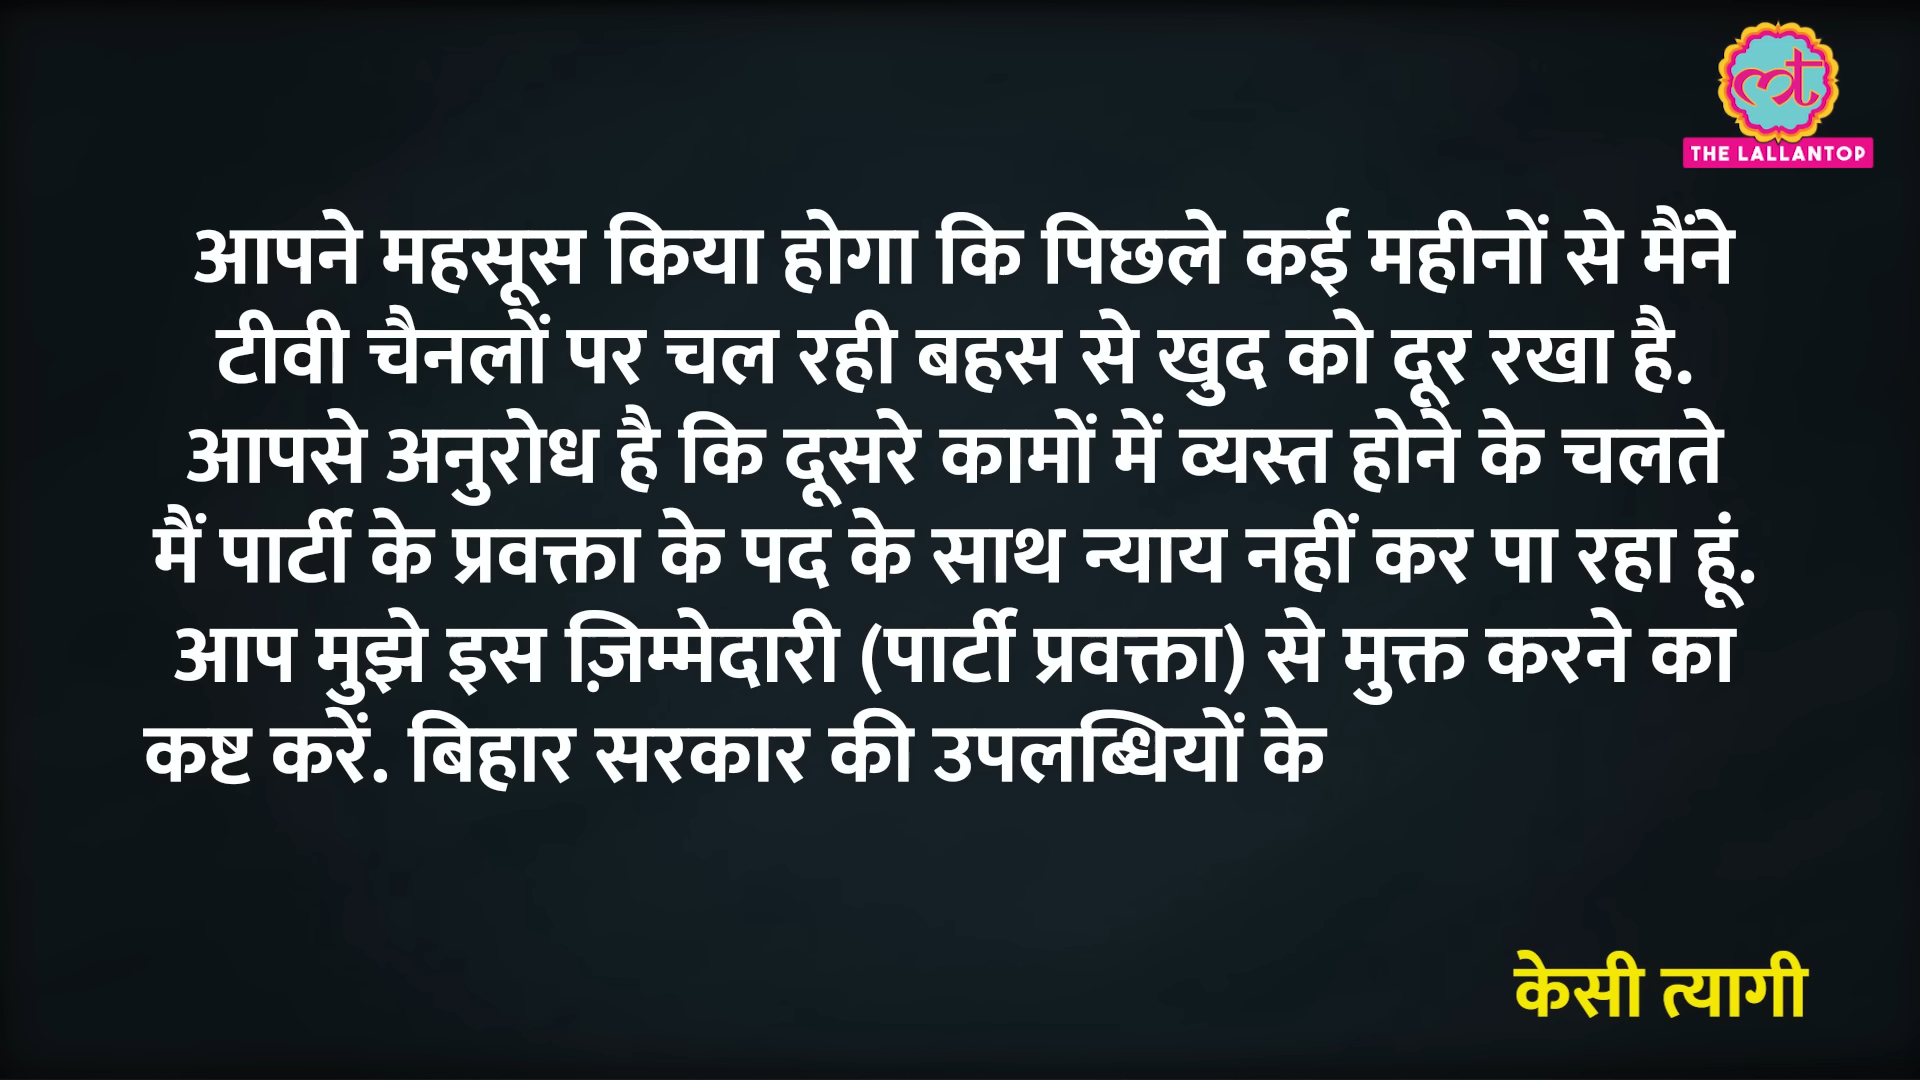 लt
THE LALLANTOP
आपने महसूस किया होगा कि पिछले कई महीनों से मैंने
टीवी चैनलों पर चल रही बहस से खुद को दूर रखा है.
आपसे अनुरोध है कि दूसरे कामों में व्यस्त होने के चलते
मैं पार्टी के प्रवक्ता के पद के साथ न्याय नहीं कर पा रहा हूं.
आप मुझे इस ज़िम्मेदारी (पार्टी प्रवक्ता) से मुक्त करने का
कष्ट करें. बिहार सरकार की उपलब्धियों के
केसी त्यागी